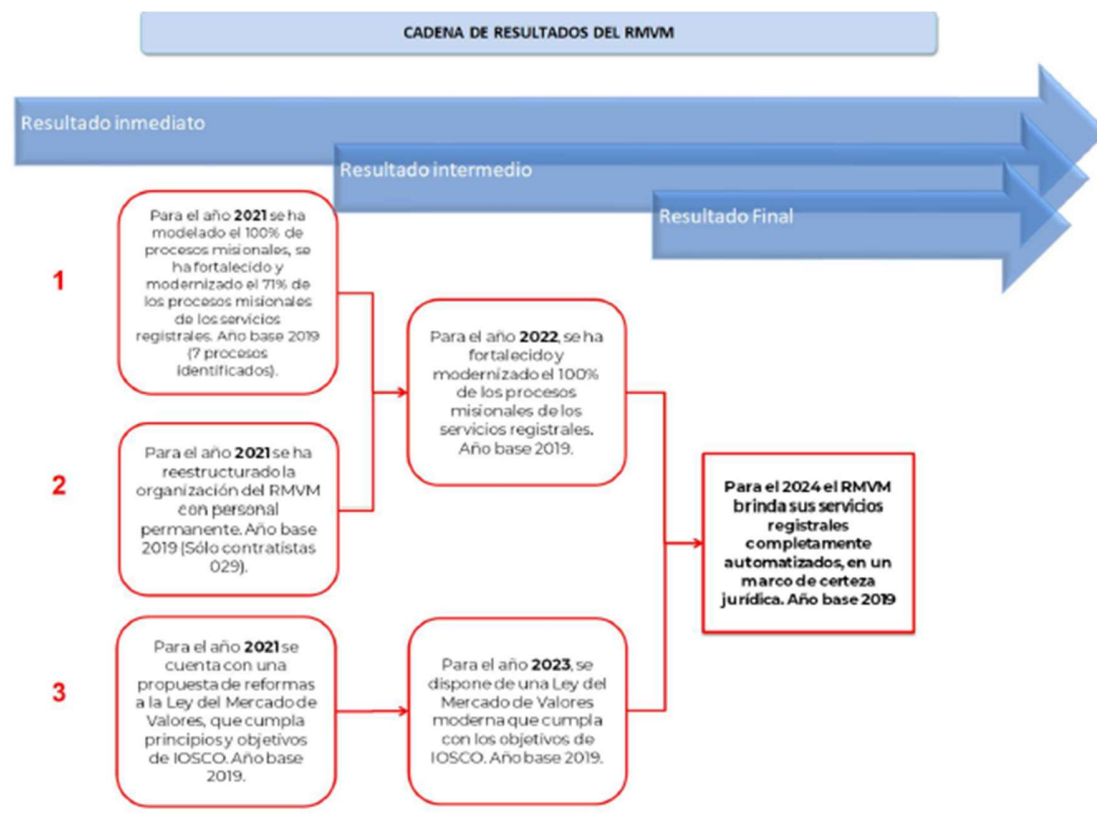 CADENA DE RESULTADOS DEL RMVM
Resultado inmediato
Resultado intermedio
Resultado Final
1
Para el año 2021 se ha
modelado el 100% de
procesos misionales, se
ha fortalecido y
modernizado el 71% de
los procesos misionales
de los servicios
registrales. Año base 2019
(7 procesos
identificados).
2
Para el año 2021 se ha
reestructurado la
organización del RMVM
con personal
permanente. Año base
2019 (Sólo contratistas
029).
3
Para el año 2021 se
cuenta con una
propuesta de reformas
a la Ley del Mercado de
Valores, que cumpla
principios y objetivos
de IOSCO. Año base
2019.
Para el año 2022, se ha
fortalecido y
modernizado el 100%
de los procesos
misionales de los
servicios registrales.
Año base 2019.
Para el año 2023, se
dispone de una Ley del
Mercado de Valores
moderna que cumpla
con los objetivos de
IOSCO. Año base 2019.
Para el 2024 el RMVM
brinda sus servicios
registrales
completamente
automatizados, en un
marco de certeza
jurídica. Año base 2019